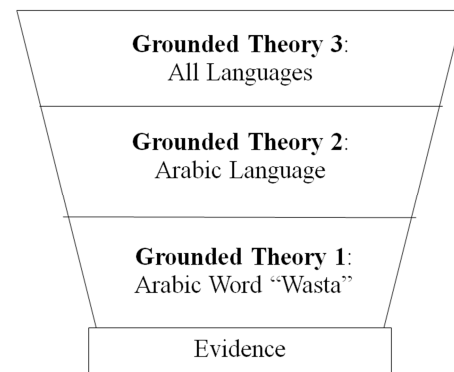 Grounded Theory 3:
All Languages
Grounded Theory 2:
Arabic Language
Grounded Theory 1:
Arabic Word “Wasta”
Evidence